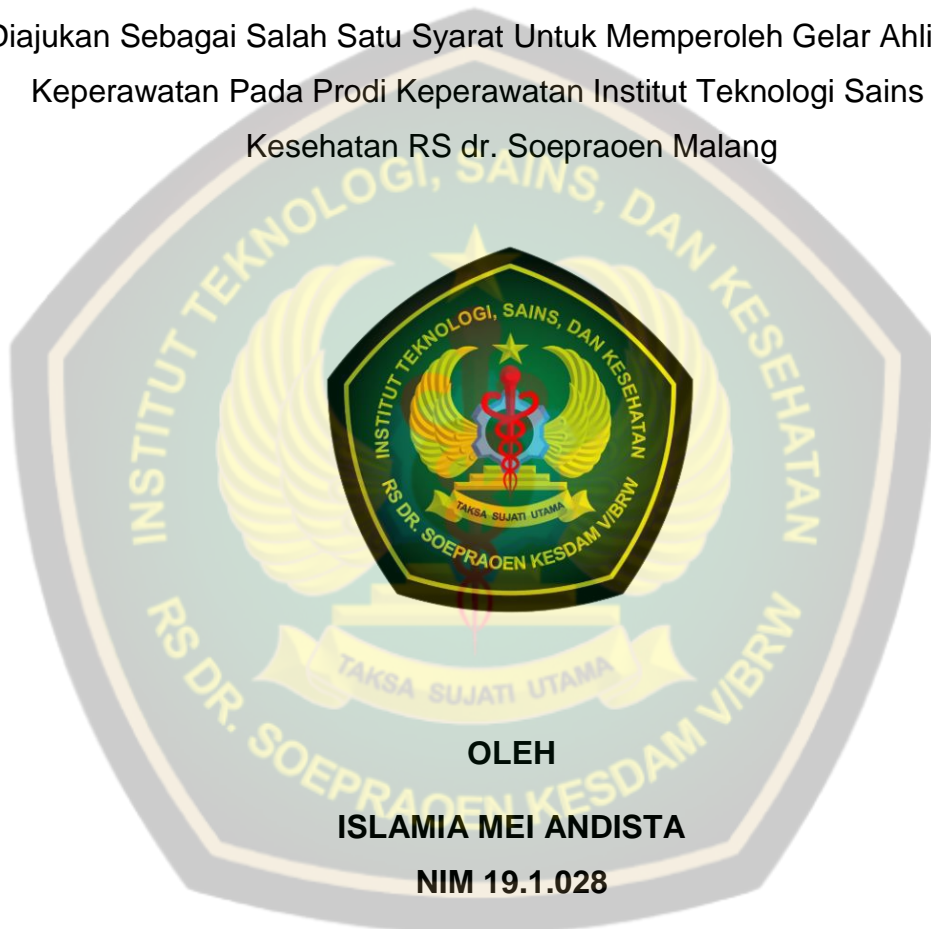 Diajukan Sebagai Salah Satu Syarat Untuk Memperoleh Gelar Ahli
Keperawatan Pada Prodi Keperawatan Institut Teknologi Sains
Kesehatan RS dr. Soepraoen Malang
INSTITUT TEKNOLOGI, SAINS, DAN KESEHATAN
TAKSA SUJATI UTAMA
RS DR. SOEPRAOEN KESDAM V/BRW
INSTITUT TEKNOLOGI, SAINS, DAN KESEHATAN
TAKSA SUJATI UTAMA
RS DR. SOEPRAOEN KESDAM V/BRW
OLEH
ISLAMIA MEI ANDISTA
NIM 19.1.028